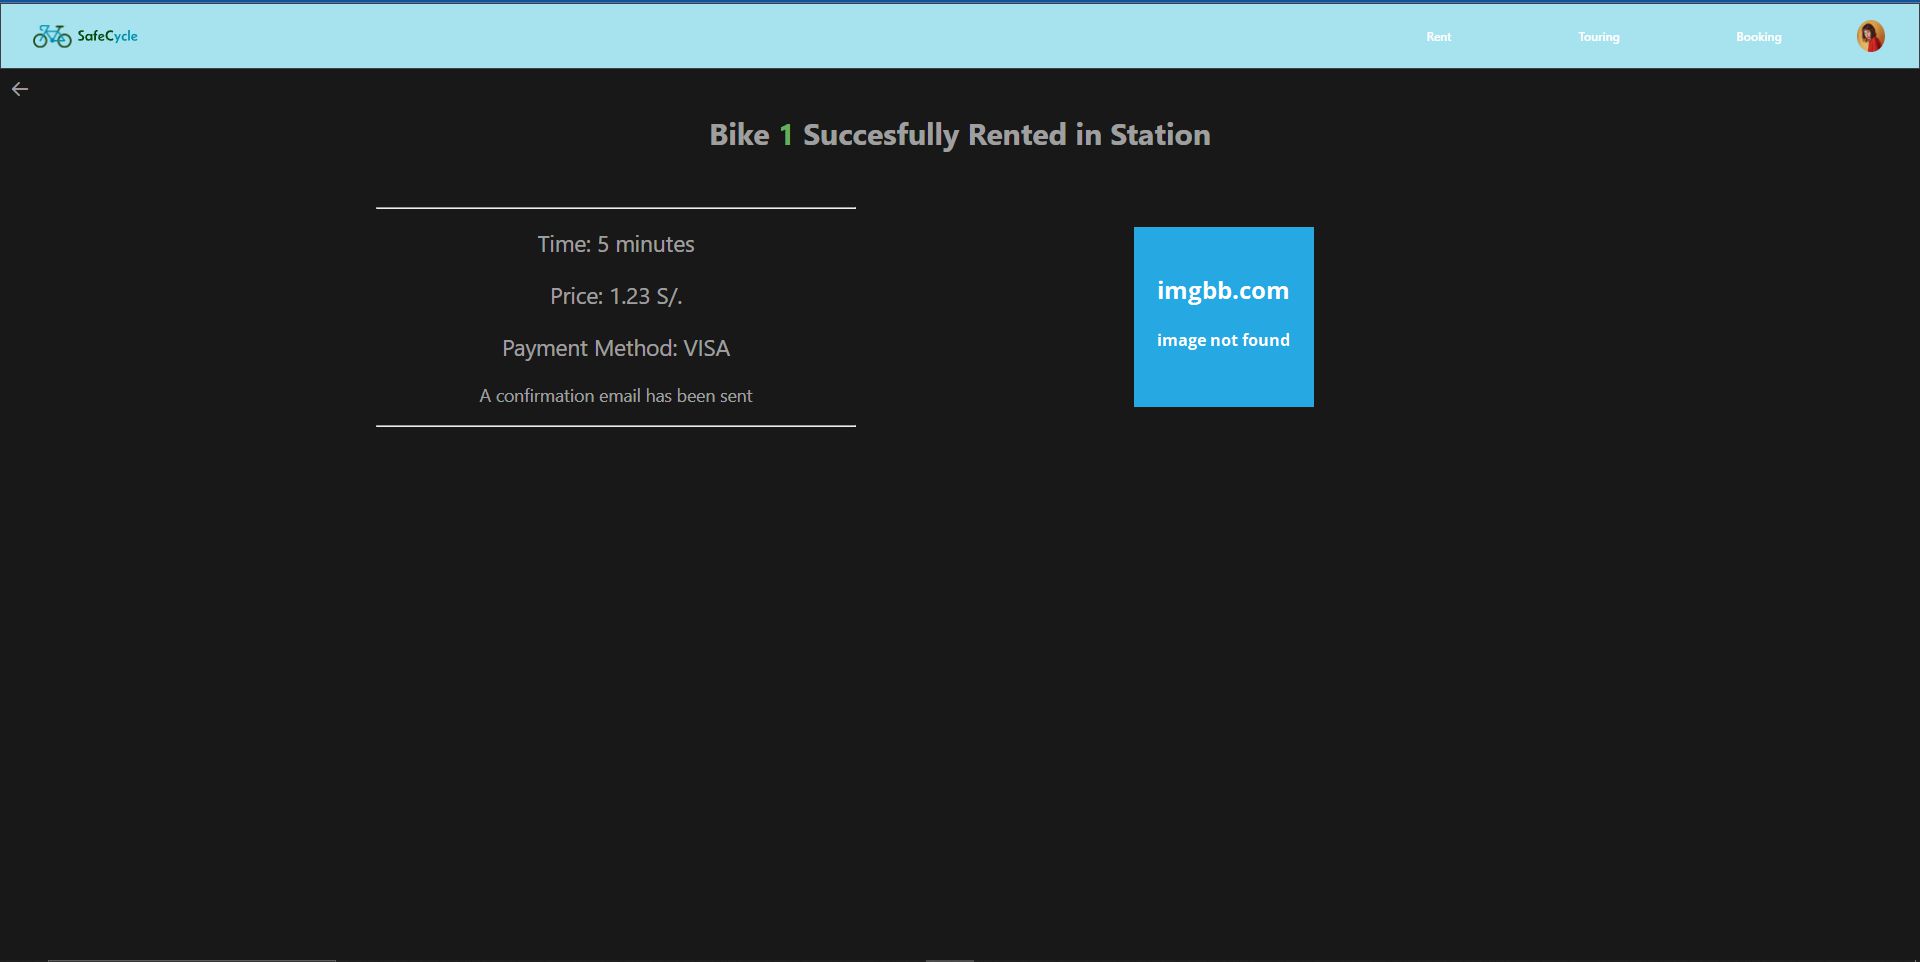 SafeCycle
Rent
Touring
Booking
Bike 1 Succesfully Rented in Station
Time: 5 minutes
Price: 1.23 S/.
Payment Method: VISA
A confirmation email has been sent
imgbb.com
image not found